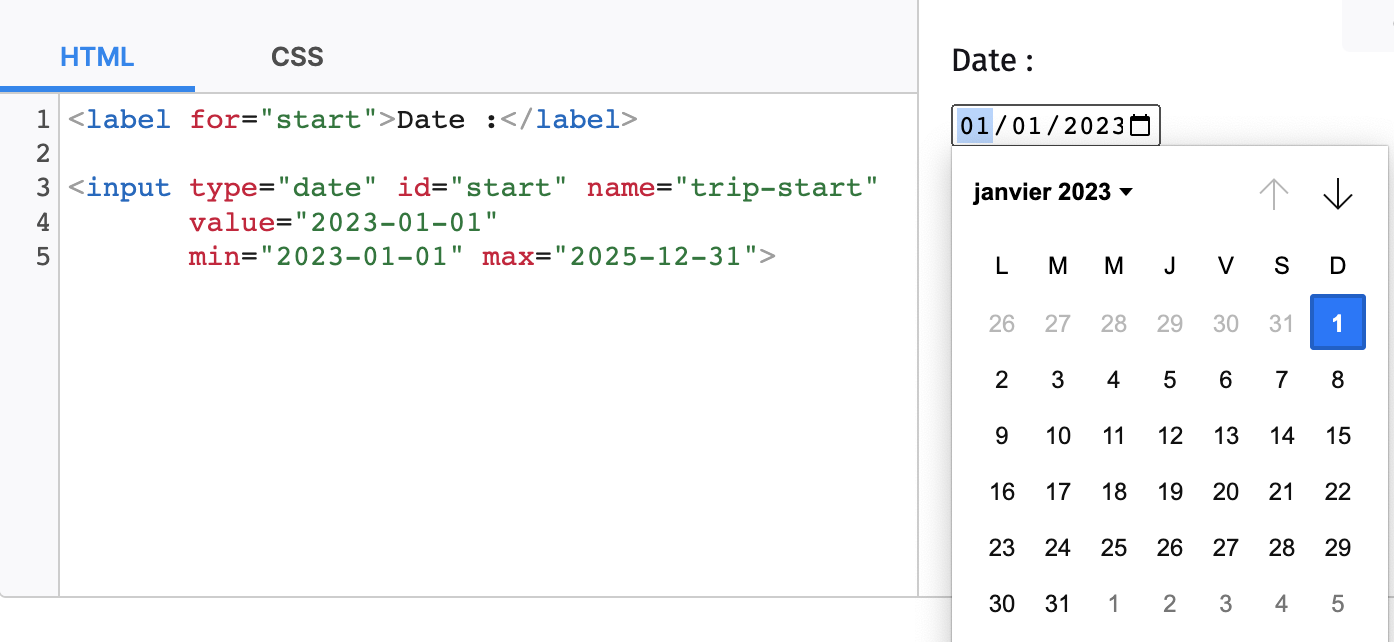 HTML CSS
1 <label for="start">Date :</label>
2
3 <input type="date" id="start" name="trip-start"
4 value="2023-01-01"
5 min="2023-01-01" max="2025-12-31">
Date :
01/01/2023
janvier 2023
L M M J V S D
26 27 28 29 30 31 1
2 3 4 5 6 7 8
9 10 11 12 13 14 15
16 17 18 19 20 21 22
23 24 25 26 27 28 29
30 31 1 2 3 4 5